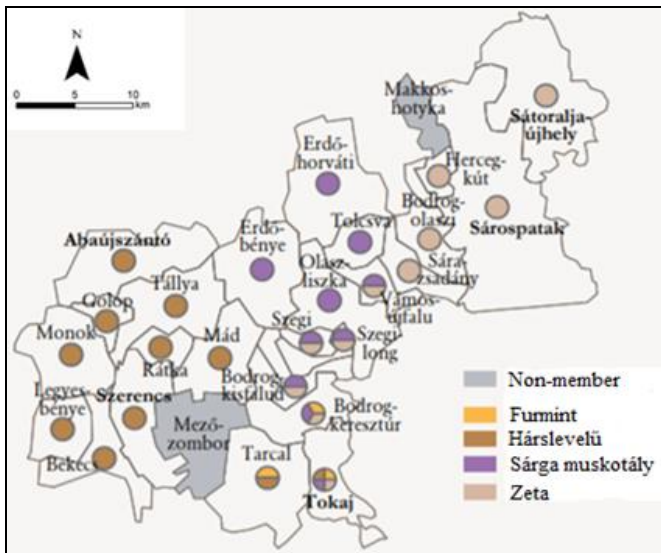 N
0 5 10
km
Makkos-
hotyka
Sátoralja-
újhely
Erdő-
horváti
Herceg-
kút
Bodrog-
olaszi
Sárospatak
Tolcsva
Erdő-
bénye
Abaújszántó
Olasz-
liszka
Sára-
zsadány
Tállya
Golop
Vámos-
újfalu
Szegi
Szegi
long
Monok
Mád
Rátka
Legyes-
bénye
Szerencs
Bodrog-
kisfalud
Bodrog-
keresztúr
Mező-
zombor
Bekecs
Tarcal
Tokaj
Non-member
Furmint
Hárslevelű
Sárga muskotály
Zeta